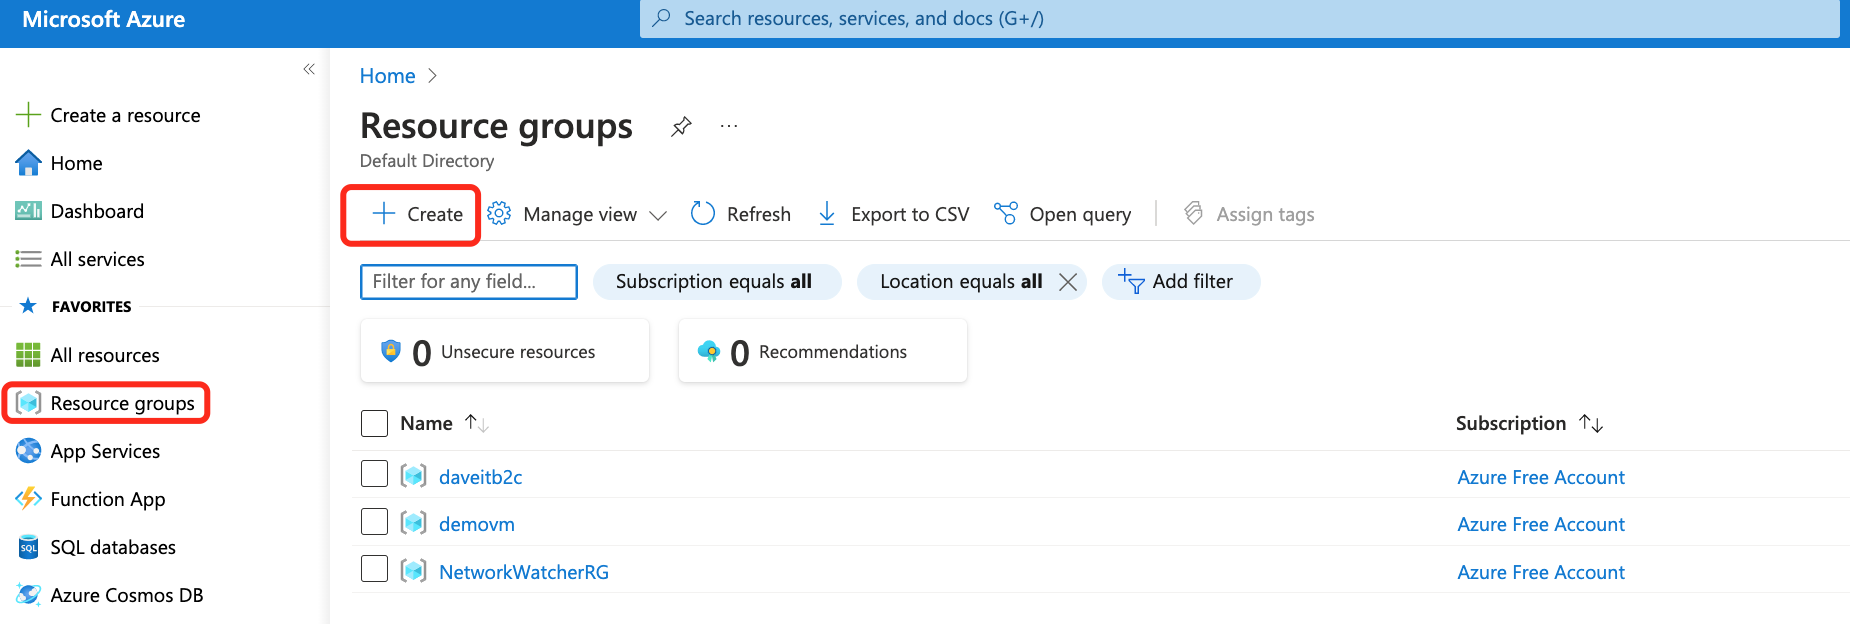 Microsoft Azure
Search resources, services, and docs (G+/)
Create a resource
Home
Dashboard
All services
FAVORITES
All resources
Resource groups
App Services
Function App
SQL
SQL databases
Azure Cosmos DB
Home
Resource groups
Default Directory
Create Manage view Refresh Export to CSV Open query Assign tags
Filter for any field... Subscription equals all Location equals all Add filter
0 Unsecure resources 0 Recommendations
Name Subscription
daveitb2c Azure Free Account
demovm Azure Free Account
NetworkWatcherRG Azure Free Account